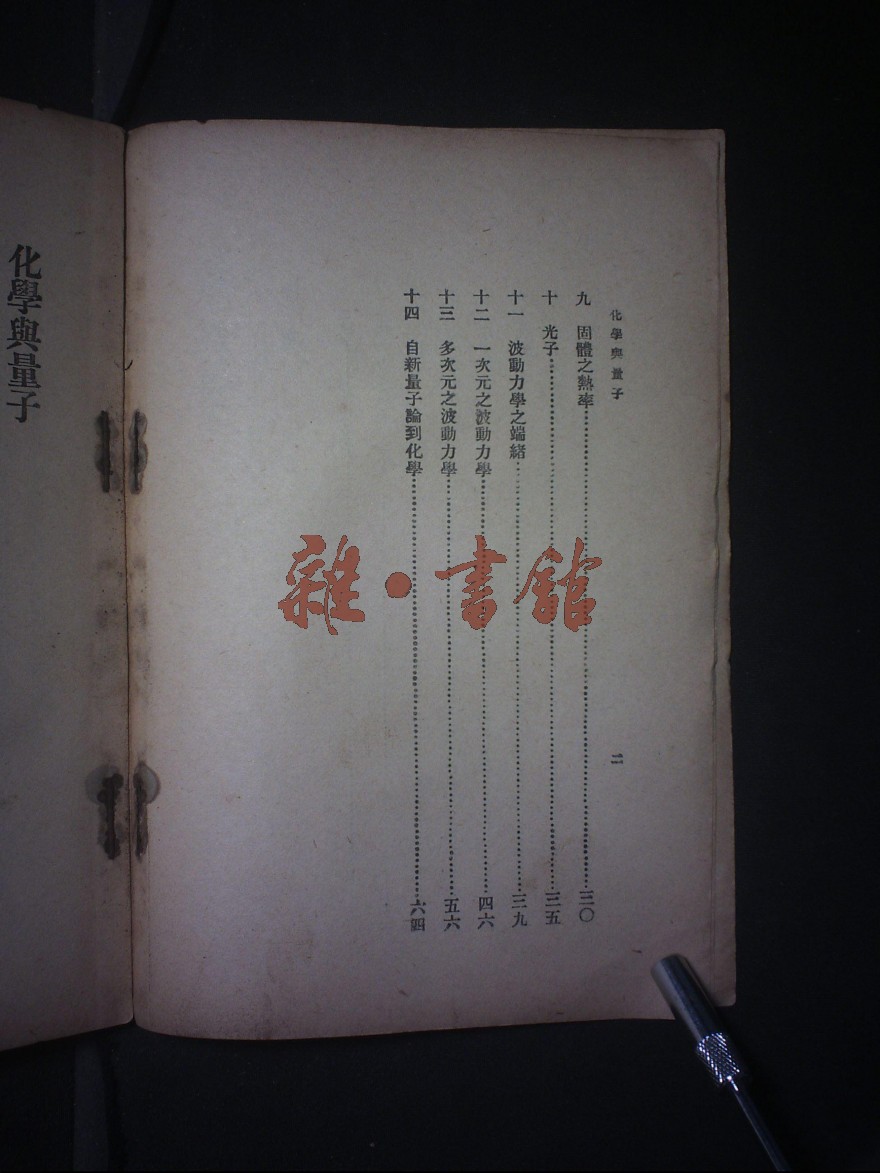 化學與量子
二
九　固體之熱率……三〇
十　光子……三五
十一　波動力學之端緒……三九
十二　一次元之波動力學……四六
十三　多次元之波動力學……五六
十四　自新量子論到化學……六四
化學與量子
雜·書館